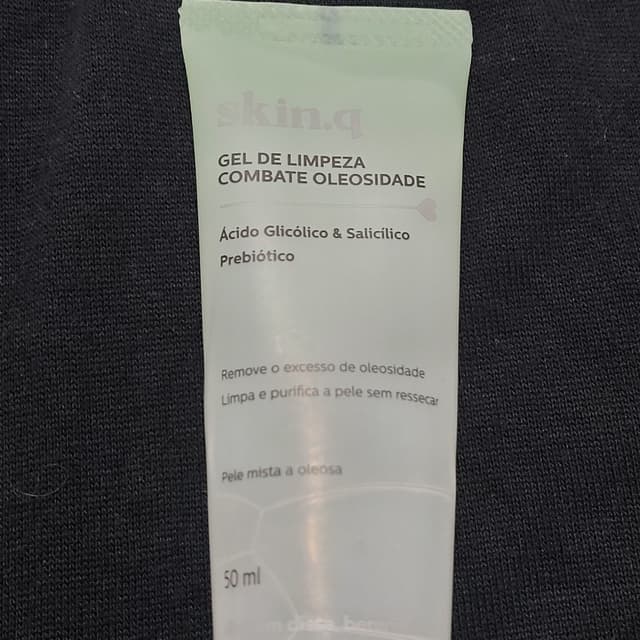 skin.q
GEL DE LIMPEZA
COMBATE OLEOSIDADE
Ácido Glicólico & Salicílico
Prebiótico
Remove o excesso de oleosidade
Limpa e purifica a pele sem ressecar
Pele mista a oleosa
50 ml